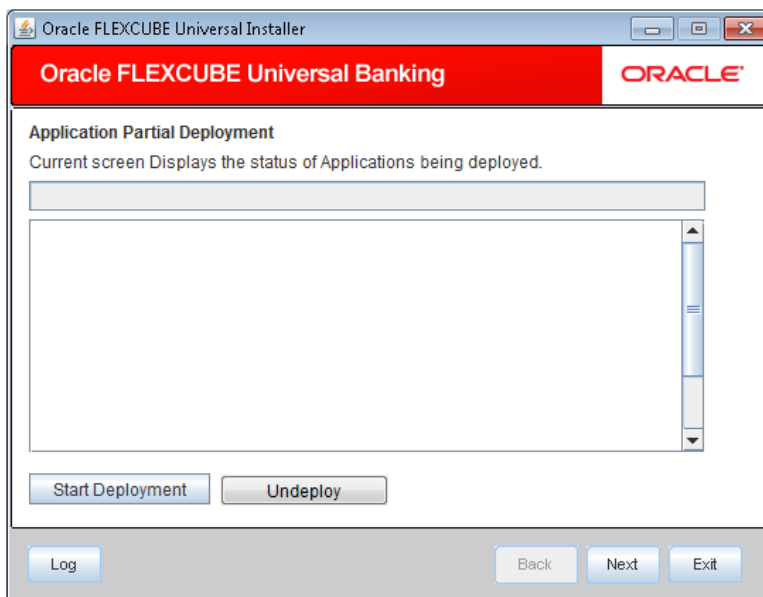 Oracle FLEXCUBE Universal Installer
Oracle FLEXCUBE Universal Banking
ORACLE
Application Partial Deployment
Current screen Displays the status of Applications being deployed.
Start Deployment Undeploy
Log Back Next Exit